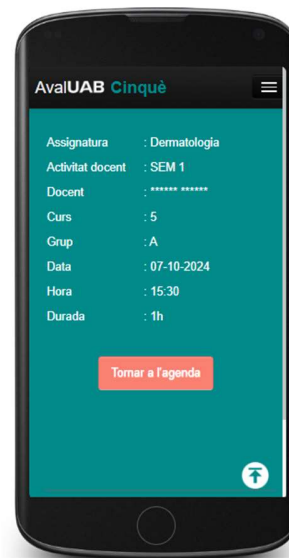 AvalUAB Cinquè
Assignatura : Dermatologia
Activitat docent : SEM 1
Docent : ****** ******
Curs : 5
Grup : A
Data : 07-10-2024
Hora : 15:30
Durada : 1h
Tornar a l'agenda